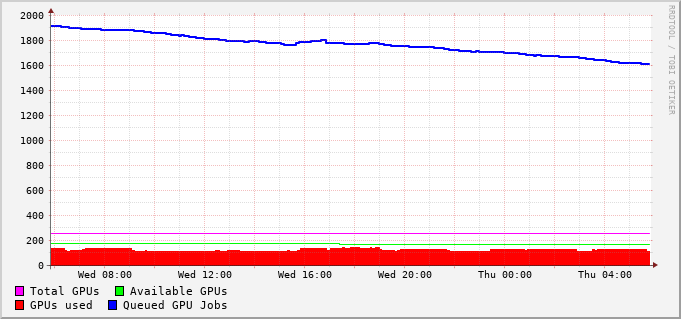 2000
1800
1600
1400
1200
1000
800
600
400
200
0
Wed 08:00 Wed 12:00 Wed 16:00 Wed 20:00 Thu 00:00 Thu 04:00
Total GPUs Available GPUs
GPUs used Queued GPU Jobs
RRDTOOL / TOBI OETIKER